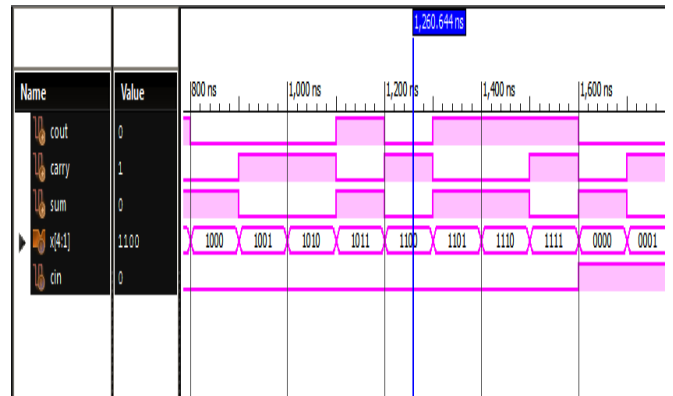 1,260.644 ns
Name Value
800 ns 1,000 ns 1,200 ns 1,400 ns 1,600 ns
cout 0
carry 1
sum 0
x[4:1] 1100 1000 1001 1010 1011 1100 1101 1110 1111 0000 0001
cin 0